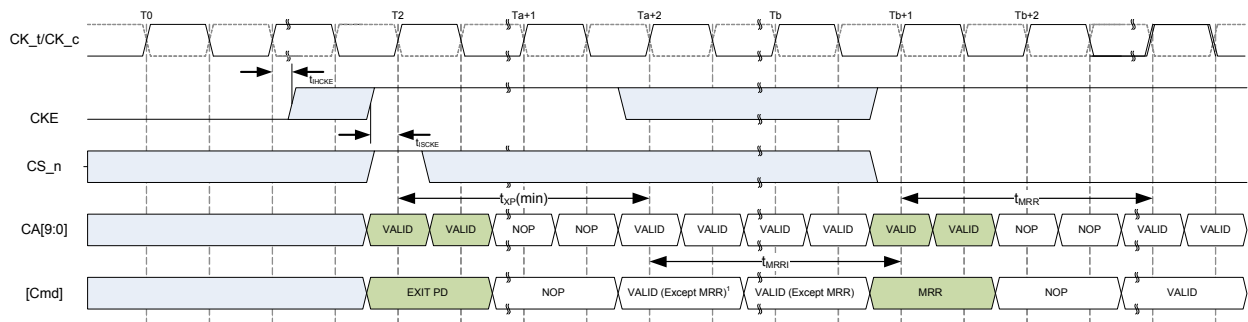 T0 T2 Ta+1 Ta+2 Tb Tb+1 Tb+2
CK_t/CK_c
tIHCKE
CKE
tISCKE
CS_n
tXP(min) tMRR
CA[9:0] VALID VALID NOP NOP VALID VALID VALID VALID VALID VALID NOP NOP VALID VALID
tMRRI
[Cmd] EXIT PD NOP VALID (Except MRR)¹ VALID (Except MRR) MRR NOP VALID